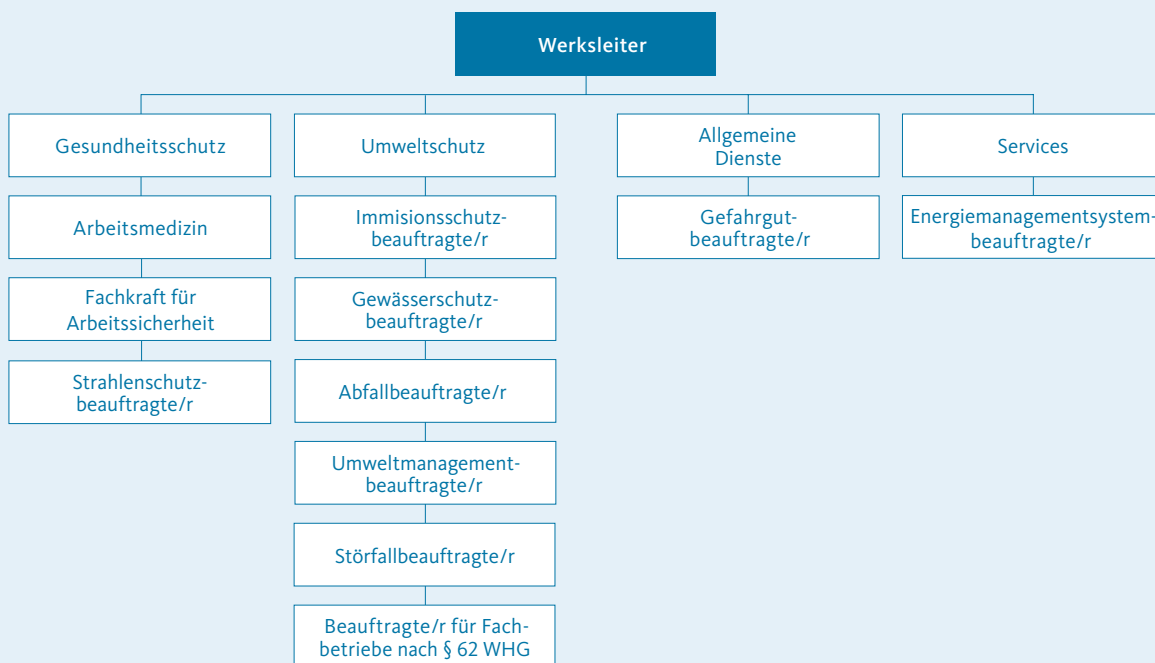 Werksleiter
Gesundheitsschutz
Umweltschutz
Allgemeine
Dienste
Services
Arbeitsmedizin
Immisionsschutz-
beauftragte/r
Gefahrgut-
beauftragte/r
Energiemanagementsystem-
beauftragte/r
Fachkraft für
Arbeitssicherheit
Gewässerschutz-
beauftragte/r
Strahlenschutz-
beauftragte/r
Abfallbeauftragte/r
Umweltmanagement-
beauftragte/r
Störfallbeauftragte/r
Beauftragte/r für Fach-
betriebe nach § 62 WHG